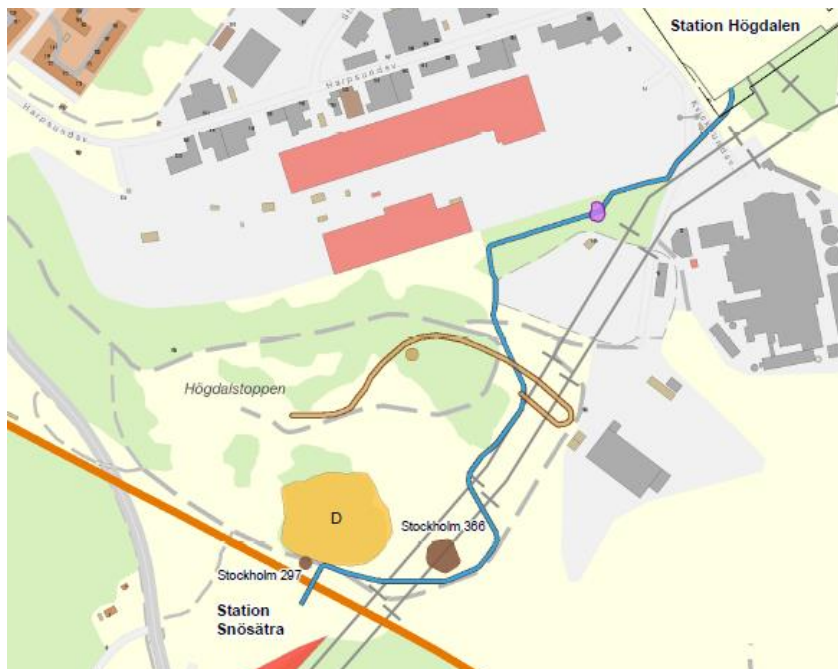 Station Högdalen
Harpsundsv
Harpsundsv
Högdalstoppen
D
Stockholm 366
Stockholm 297
Station
Snösätra